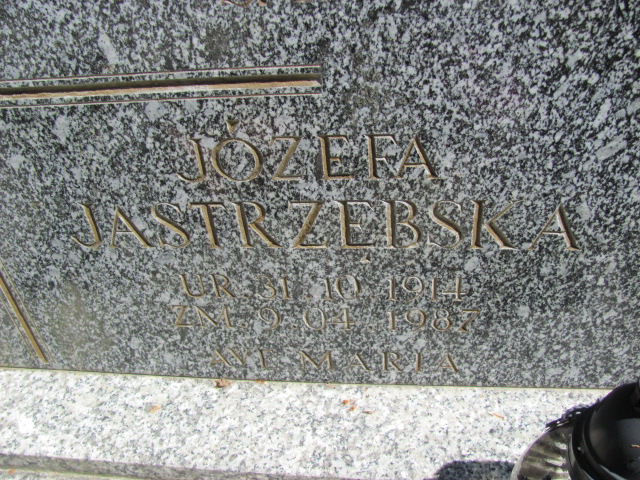 JÓZEFA
JASTRZĘBSKA
UR. 31 10 1914
ZM. 9. 04. 1987
AVE MARIA